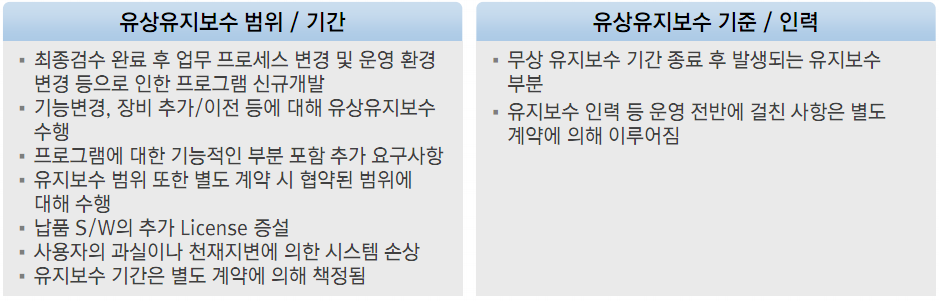 유상유지보수 범위 / 기간
▪ 최종검수 완료 후 업무 프로세스 변경 및 운영 환경
변경 등으로 인한 프로그램 신규개발
▪ 기능변경, 장비 추가/이전 등에 대해 유상유지보수
수행
▪ 프로그램에 대한 기능적인 부분 포함 추가 요구사항
▪ 유지보수 범위 또한 별도 계약 시 협약된 범위에
대해 수행
▪ 납품 S/W의 추가 License 증설
▪ 사용자의 과실이나 천재지변에 의한 시스템 손상
▪ 유지보수 기간은 별도 계약에 의해 책정됨
유상유지보수 기준 / 인력
▪ 무상 유지보수 기간 종료 후 발생되는 유지보수
부분
▪ 유지보수 인력 등 운영 전반에 걸친 사항은 별도
계약에 의해 이루어짐